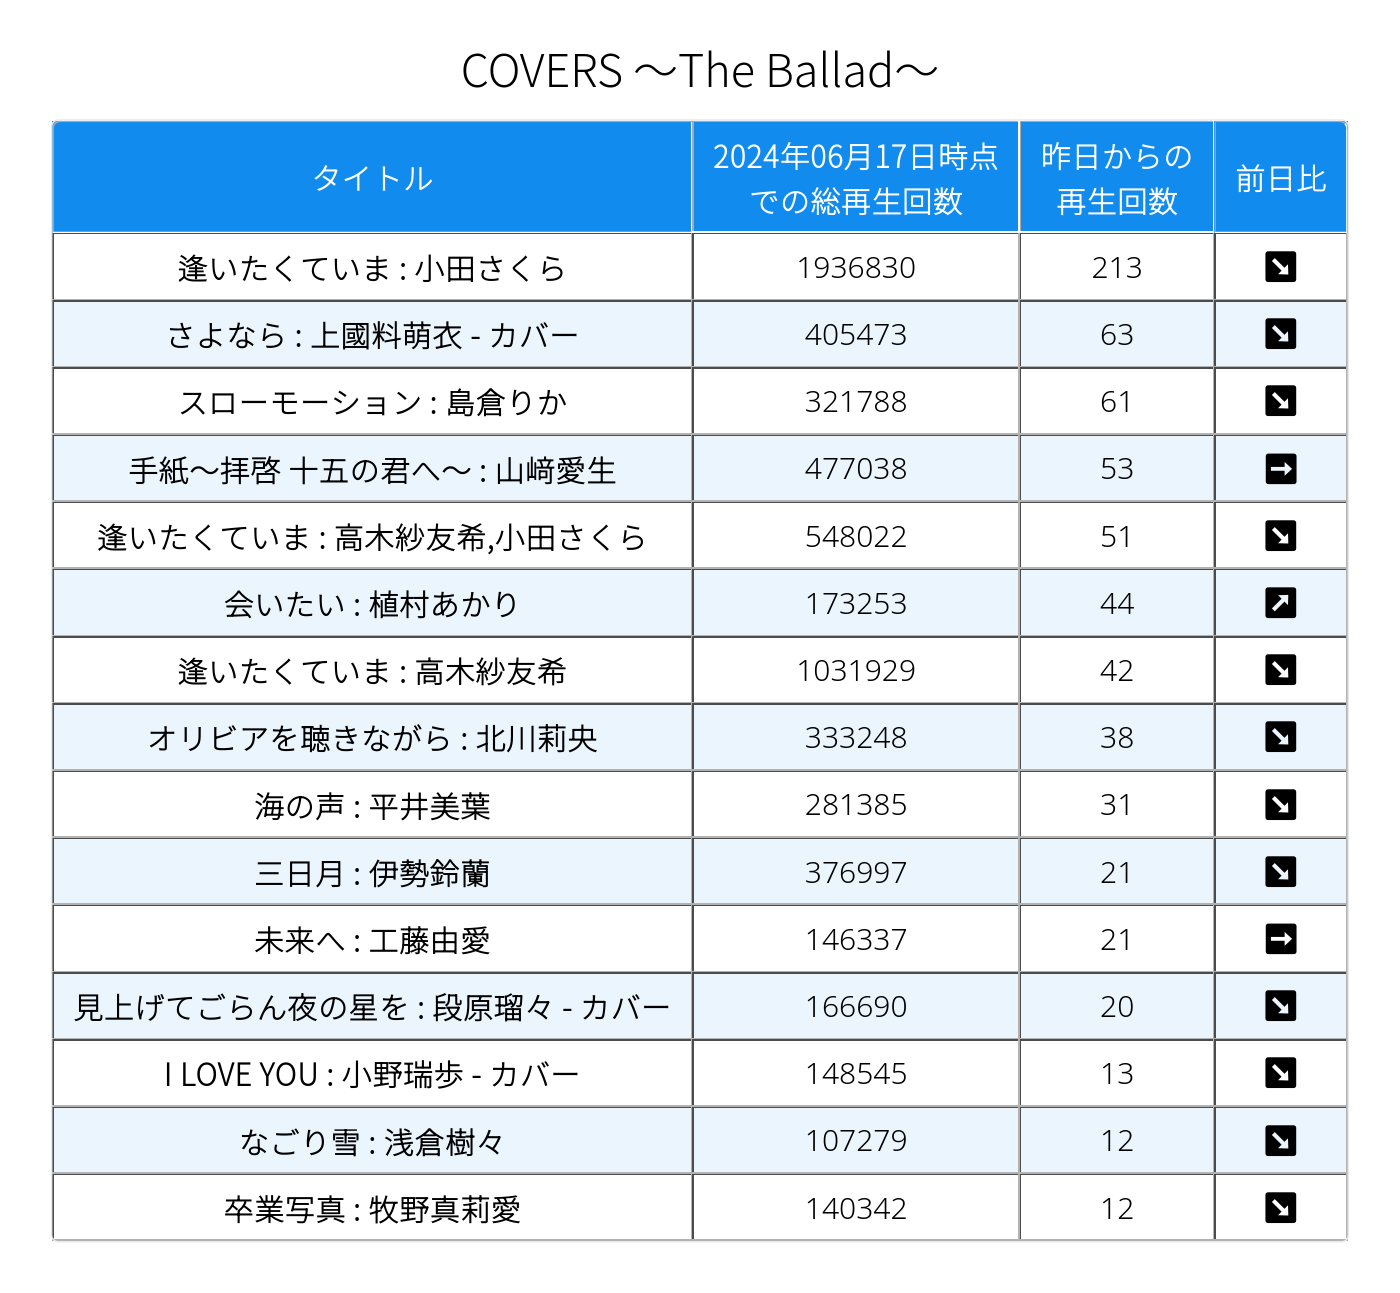 COVERS ～The Ballad～
タイトル
2024年06月17日時点
での総再生回数
昨日からの
再生回数
前日比
逢いたくていま : 小田さくら 1936830 213 ↘
さよなら : 上國料萌衣 - カバー 405473 63 ↘
スローモーション : 島倉りか 321788 61 ↘
手紙～拝啓 十五の君へ～ : 山﨑愛生 477038 53 →
逢いたくていま : 高木紗友希,小田さくら 548022 51 ↘
会いたい : 植村あかり 173253 44 ↗
逢いたくていま : 高木紗友希 1031929 42 ↘
オリビアを聴きながら : 北川莉央 333248 38 ↘
海の声 : 平井美葉 281385 31 ↘
三日月 : 伊勢鈴蘭 376997 21 ↘
未来へ : 工藤由愛 146337 21 →
見上げてごらん夜の星を : 段原瑠々 - カバー 166690 20 ↘
I LOVE YOU : 小野瑞歩 - カバー 148545 13 ↘
なごり雪 : 浅倉樹々 107279 12 ↘
卒業写真 : 牧野真莉愛 140342 12 ↘